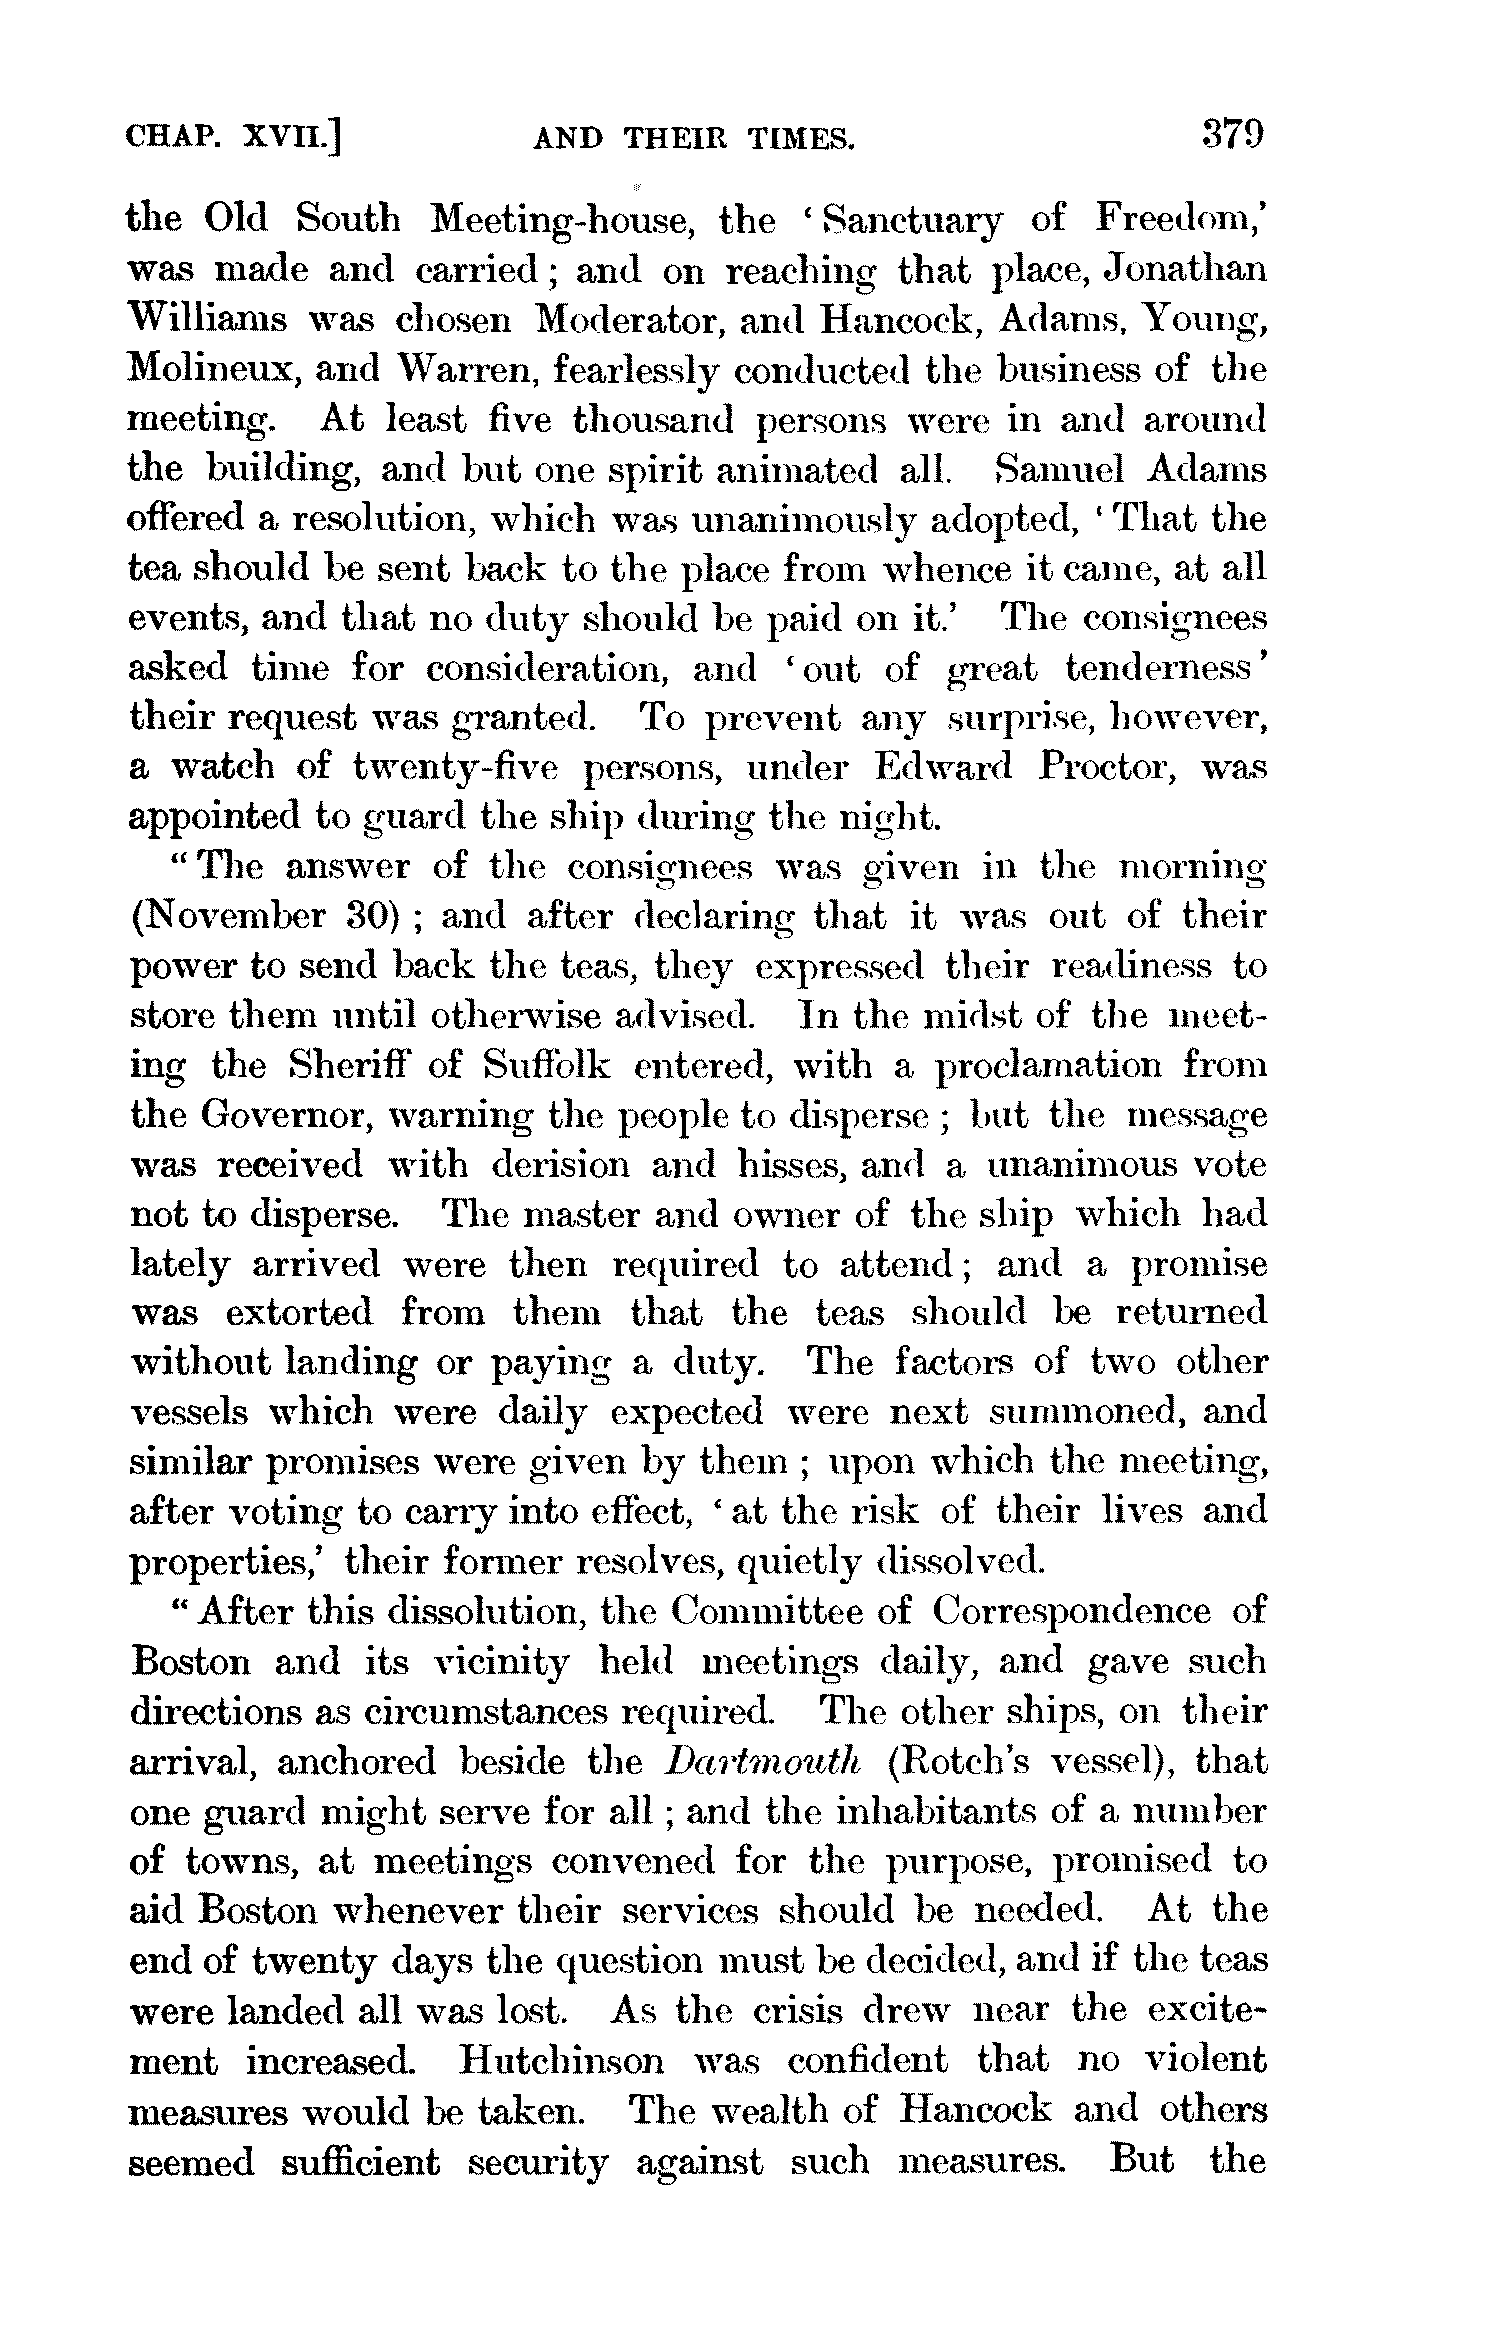 CHAP. XVII.] AND THEIR TIMES. 379
the Old South Meeting-house, the ‘Sanctuary of Freedom,’
was made and carried; and on reaching that place, Jonathan
Williams was chosen Moderator, and Hancock, Adams, Young,
Molineux, and Warren, fearlessly conducted the business of the
meeting. At least five thousand persons were in and around
the building, and but one spirit animated all. Samuel Adams
offered a resolution, which was unanimously adopted, ‘That the
tea should be sent back to the place from whence it came, at all
events, and that no duty should be paid on it.’ The consignees
asked time for consideration, and ‘out of great tenderness’
their request was granted. To prevent any surprise, however,
a watch of twenty-five persons, under Edward Proctor, was
appointed to guard the ship during the night.
“The answer of the consignees was given in the morning
(November 30); and after declaring that it was out of their
power to send back the teas, they expressed their readiness to
store them until otherwise advised. In the midst of the meet-
ing the Sheriff of Suffolk entered, with a proclamation from
the Governor, warning the people to disperse; but the message
was received with derision and hisses, and a unanimous vote
not to disperse. The master and owner of the ship which had
lately arrived were then required to attend; and a promise
was extorted from them that the teas should be returned
without landing or paying a duty. The factors of two other
vessels which were daily expected were next summoned, and
similar promises were given by them; upon which the meeting,
after voting to carry into effect, ‘at the risk of their lives and
properties,’ their former resolves, quietly dissolved.
“After this dissolution, the Committee of Correspondence of
Boston and its vicinity held meetings daily, and gave such
directions as circumstances required. The other ships, on their
arrival, anchored beside the Dartmouth (Rotch's vessel), that
one guard might serve for all; and the inhabitants of a number
of towns, at meetings convened for the purpose, promised to
aid Boston whenever their services should be needed. At the
end of twenty days the question must be decided, and if the teas
were landed all was lost. As the crisis drew near the excite-
ment increased. Hutchinson was confident that no violent
measures would be taken. The wealth of Hancock and others
seemed sufficient security against such measures. But the